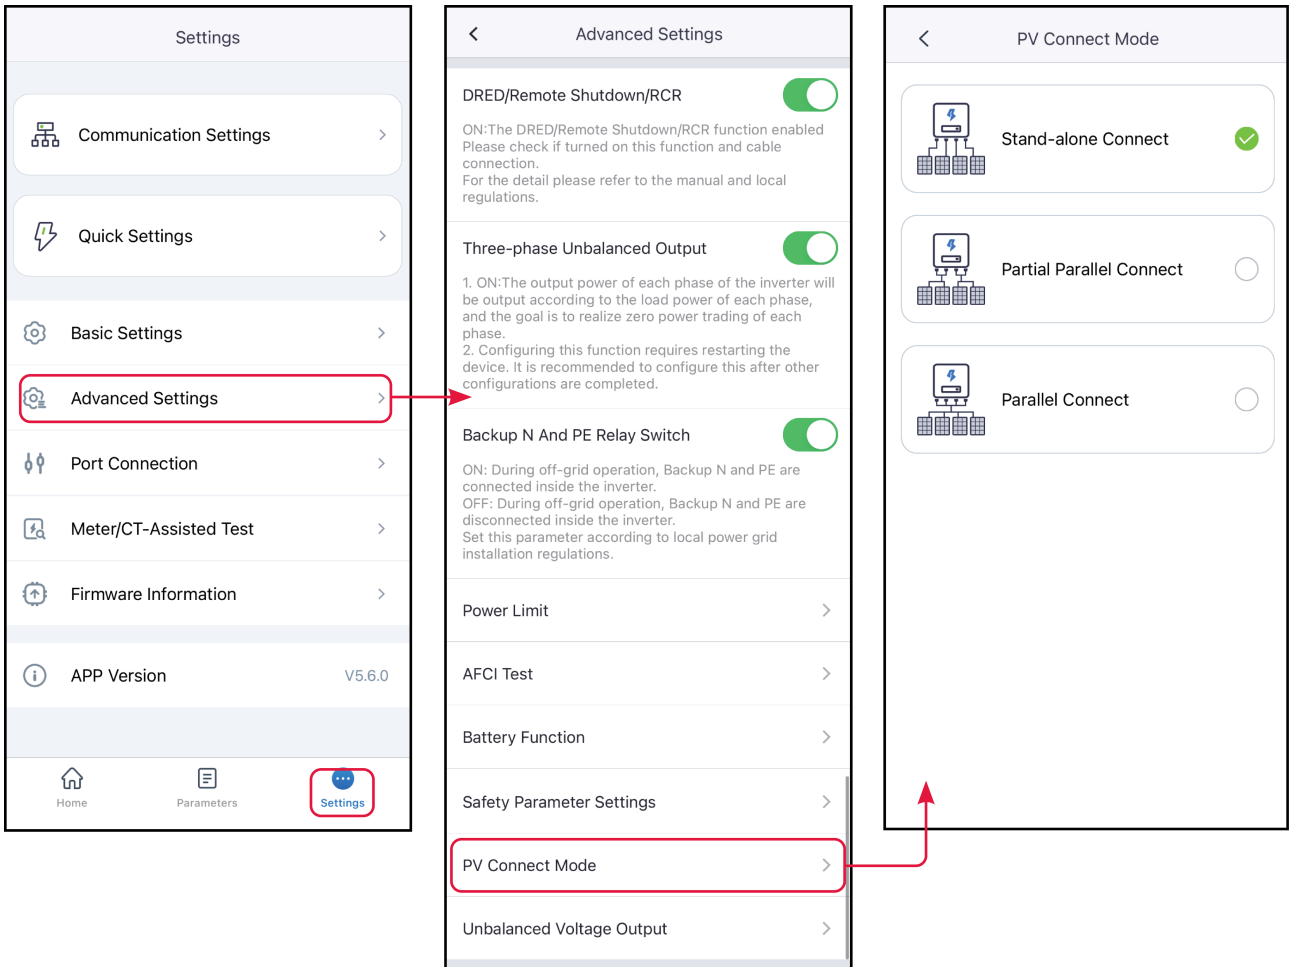 Settings
Communication Settings
Quick Settings
Basic Settings
Advanced Settings
Port Connection
Meter/CT-Assisted Test
Firmware Information
APP Version
V5.6.0
Home
Parameters
Settings
Advanced Settings
DRED/Remote Shutdown/RCR
ON:The DRED/Remote Shutdown/RCR function enabled
Please check if turned on this function and cable
connection.
For the detail please refer to the manual and local
regulations.
Three-phase Unbalanced Output
1. ON:The output power of each phase of the inverter will
be output according to the load power of each phase,
and the goal is to realize zero power trading of each
phase.
2. Configuring this function requires restarting the
device. It is recommended to configure this after other
configurations are completed.
Backup N And PE Relay Switch
ON: During off-grid operation, Backup N and PE are
connected inside the inverter.
OFF: During off-grid operation, Backup N and PE are
disconnected inside the inverter.
Set this parameter according to local power grid
installation regulations.
Power Limit
AFCI Test
Battery Function
Safety Parameter Settings
PV Connect Mode
Unbalanced Voltage Output
PV Connect Mode
Stand-alone Connect
Partial Parallel Connect
Parallel Connect